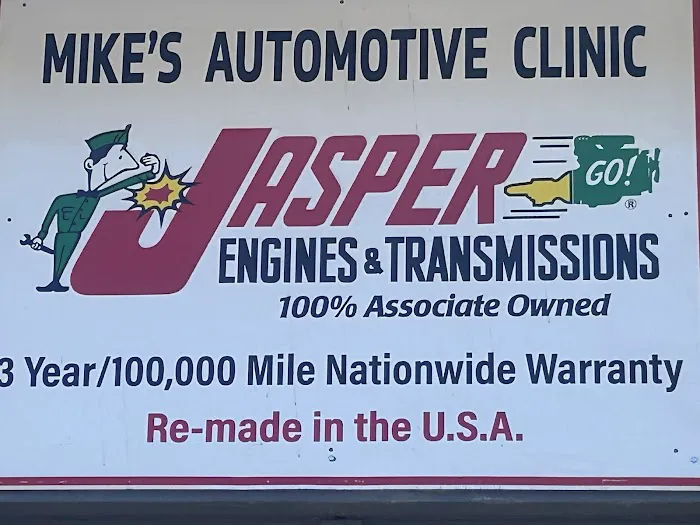 MIKE'S AUTOMOTIVE CLINIC
JASPER
GO!
®
ENGINES & TRANSMISSIONS
100% Associate Owned
3 Year/100,000 Mile Nationwide Warranty
Re-made in the U.S.A.